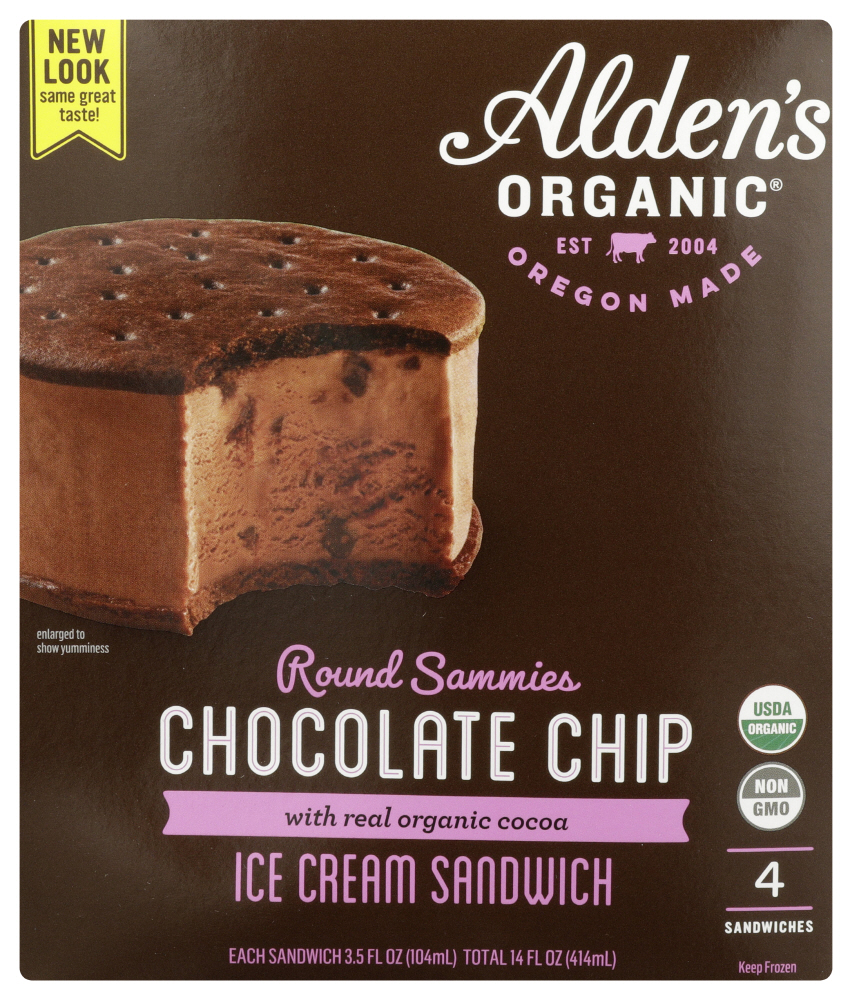 NEW
LOOK
same great
taste!
Alden's
ORGANIC®
EST 2004
OREGON MADE
enlarged to
show yumminess
Round Sammies
CHOCOLATE CHIP
with real organic cocoa
ICE CREAM SANDWICH
USDA
ORGANIC
NON
GMO
4
SANDWICHES
EACH SANDWICH 3.5 FL OZ (104mL) TOTAL 14 FL OZ (414mL)
Keep Frozen